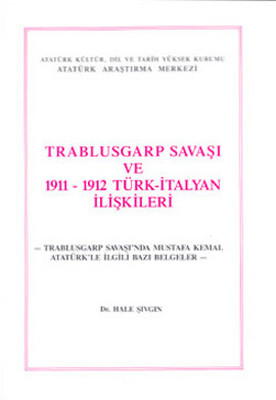 ATATÜRK KÜLTÜR, DİL VE TARİH YÜKSEK KURUMU
ATATÜRK ARAŞTIRMA MERKEZİ
TRABLUSGARP SAVAŞI
VE
1911 - 1912 TÜRK-İTALYAN
İLİŞKİLERİ
— TRABLUSGARP SAVAŞI'NDA MUSTAFA KEMAL
ATATÜRK'LE İLGİLİ BAZI BELGELER —
Dr. HALE ŞIVGIN